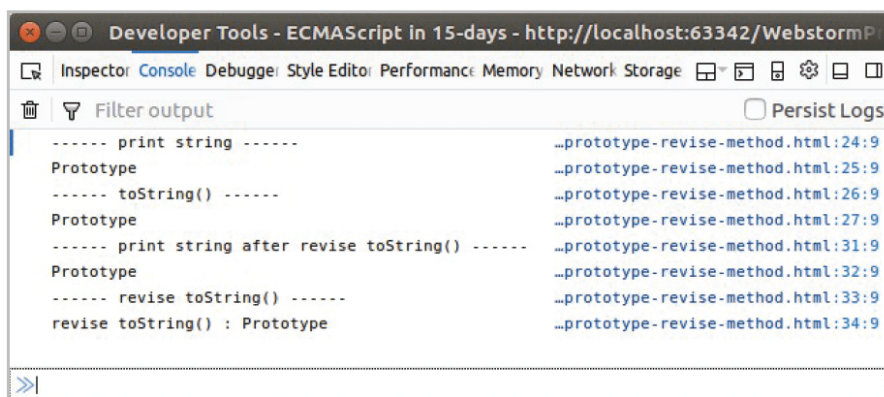 Developer Tools - ECMAScript in 15-days - http://localhost:63342/WebstormP
Inspector Console Debugger Style Editor Performance Memory Network Storage
Filter output Persist Logs
------ print string ------ …prototype-revise-method.html:24:9
Prototype …prototype-revise-method.html:25:9
------ toString() ------ …prototype-revise-method.html:26:9
Prototype …prototype-revise-method.html:27:9
------ print string after revise toString() ------ …prototype-revise-method.html:31:9
Prototype …prototype-revise-method.html:32:9
------ revise toString() ------ …prototype-revise-method.html:33:9
revise toString() : Prototype …prototype-revise-method.html:34:9